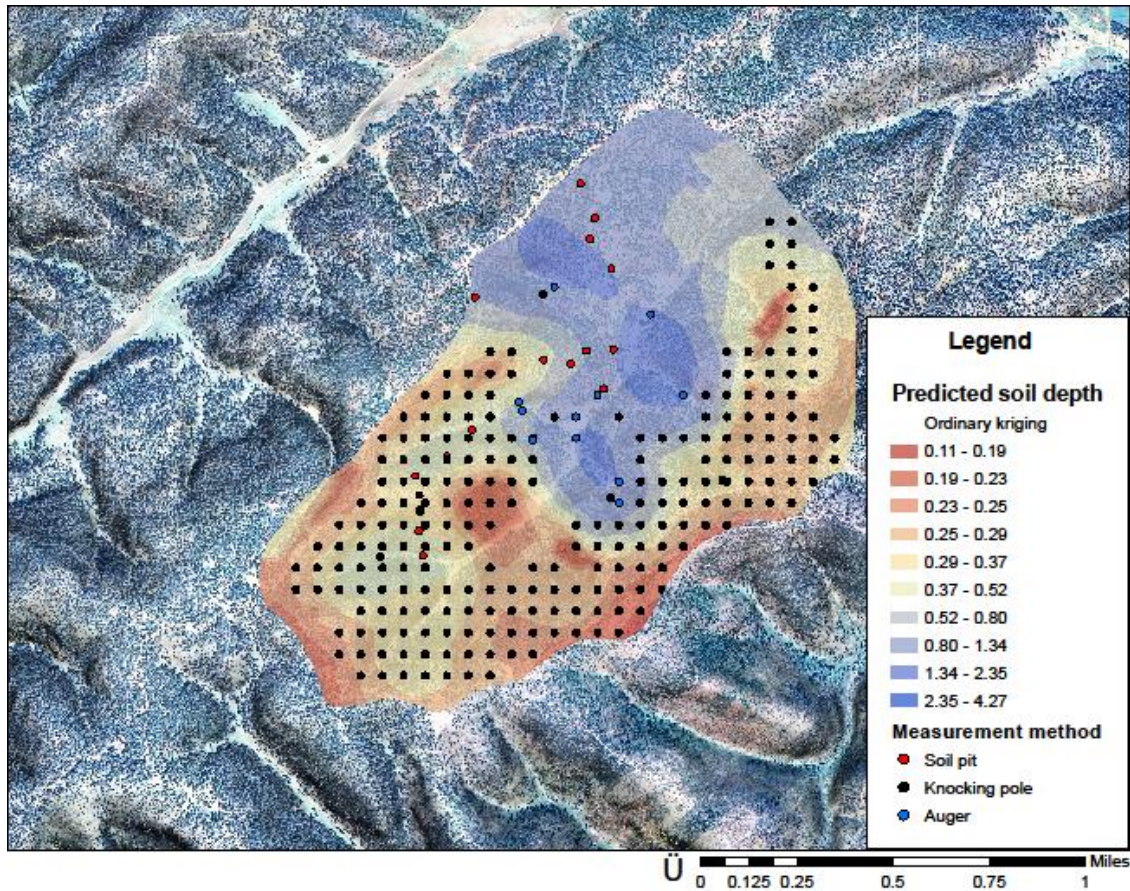 Legend
Predicted soil depth
Ordinary kriging
0.11 - 0.19
0.19 - 0.23
0.23 - 0.25
0.25 - 0.29
0.29 - 0.37
0.37 - 0.52
0.52 - 0.80
0.80 - 1.34
1.34 - 2.35
2.35 - 4.27
Measurement method
Soil pit
Knocking pole
Auger
Ü
Miles
0 0.125 0.25 0.5 0.75 1